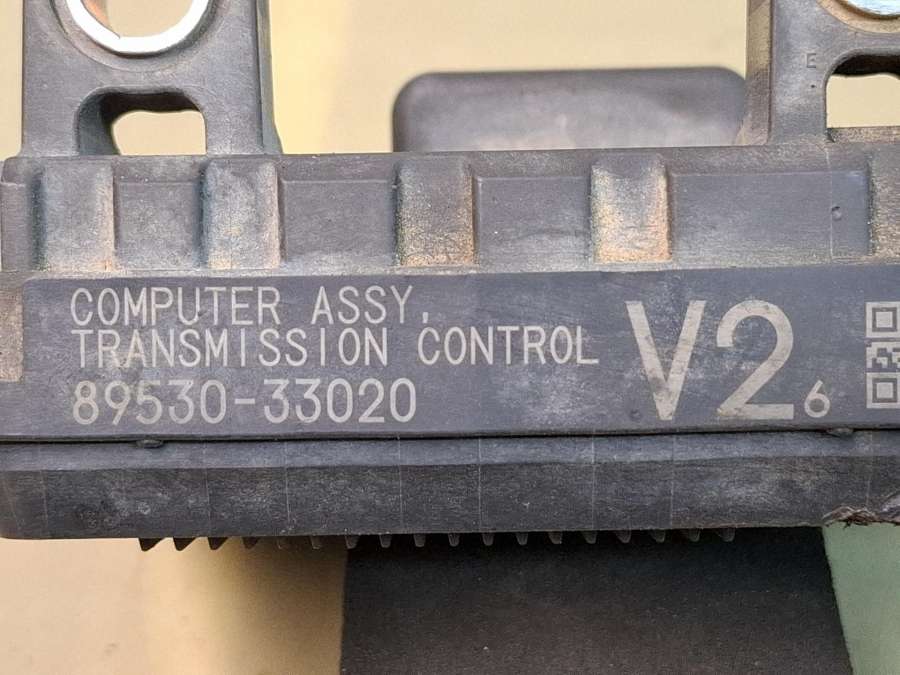 E
COMPUTER ASSY,
TRANSMISSION CONTROL
89530-33020
V2 6